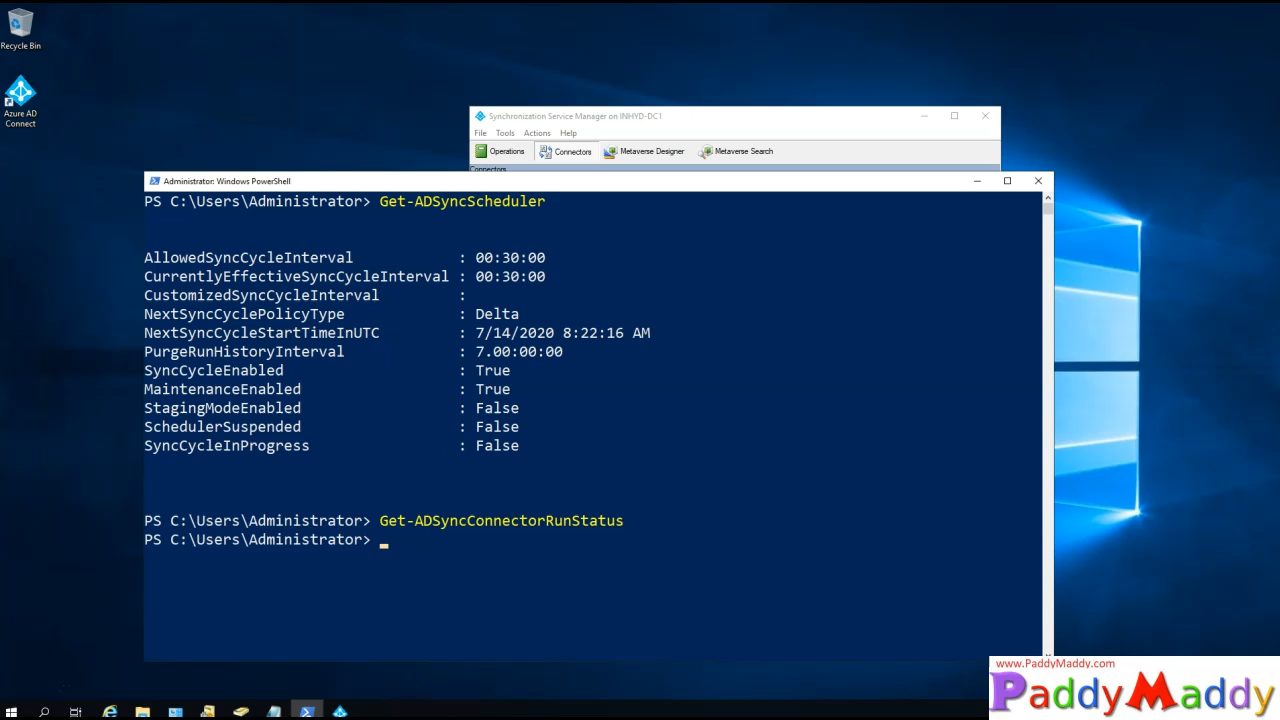 Recycle Bin
Azure AD
Connect
Synchronization Service Manager on INHYD-DC1
File Tools Actions Help
Operations Connectors Metaverse Designer Metaverse Search
Connectors
Administrator: Windows PowerShell
PS C:\Users\Administrator> Get-ADSyncScheduler
AllowedSyncCycleInterval : 00:30:00
CurrentlyEffectiveSyncCycleInterval : 00:30:00
CustomizedSyncCycleInterval :
NextSyncCyclePolicyType : Delta
NextSyncCycleStartTimeInUTC : 7/14/2020 8:22:16 AM
PurgeRunHistoryInterval : 7.00:00:00
SyncCycleEnabled : True
MaintenanceEnabled : True
StagingModeEnabled : False
SchedulerSuspended : False
SyncCycleInProgress : False
PS C:\Users\Administrator> Get-ADSyncConnectorRunStatus
PS C:\Users\Administrator>
www.PaddyMaddy.com
PaddyMaddy